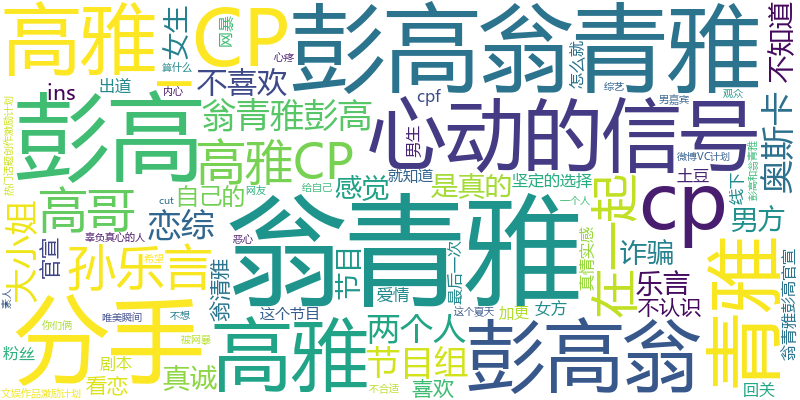 高雅
CP
女生
网暴
算什么
心疼
彭高翁青雅
怎么就
不知道
ins
出道
内心
不喜欢
cpf
综艺
男嘉宾
观众
热门话题创作激励计划
彭高
翁青雅彭高
男生
心动的信号
微博VC计划
彭高和翁青雅
奥斯卡
高雅CP
就知道
土豆
高哥
自己的
网友
给自己
感觉
是真的
坚定的选择
线下
大小姐
cut
一个人
cp
男方
官宣
辜负真心的人
恋综
恶心
翁青雅
在一起
诈骗
青雅
孙乐言
希望
翁清雅
节目
最后一次
真情实感
乐言
翁青雅彭高官宣
素人
分手
爱情
不认识
唯美瞬间
不想
这个节目
这个夏天
加更
女方
你们俩
高雅
两个人
彭高翁
粉丝
剧本
被网暴
看恋
真诚
节目组
喜欢
不合适
回关
文娱作品激励计划